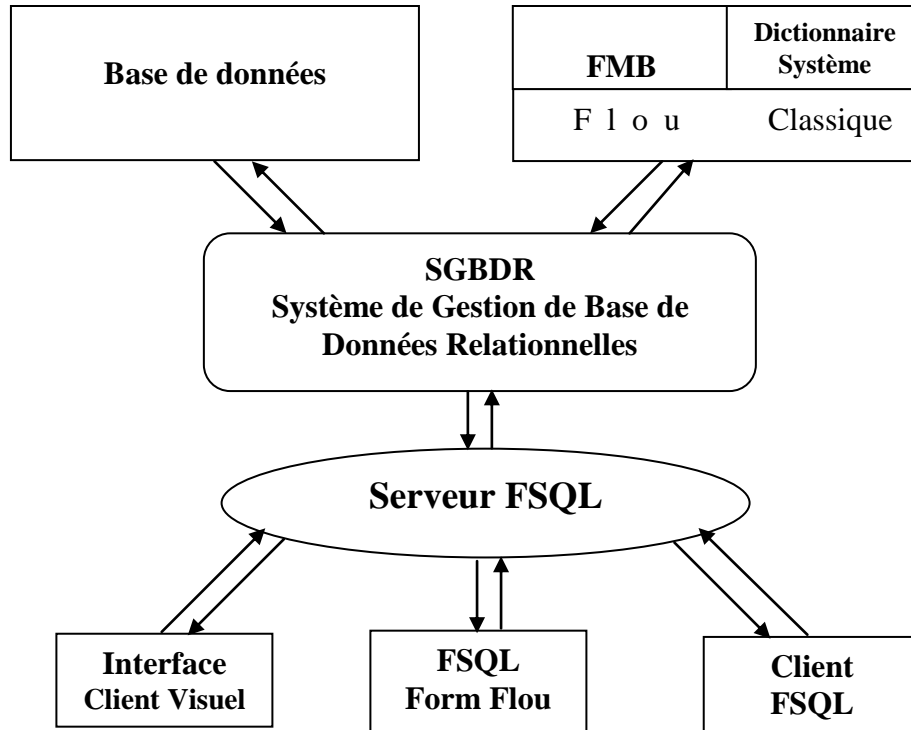 Base de données
FMB
Dictionnaire
Système
F l o u
Classique
SGBDR
Système de Gestion de Base de
Données Relationnelles
Serveur FSQL
Interface
Client Visuel
FSQL
Form Flou
Client
FSQL